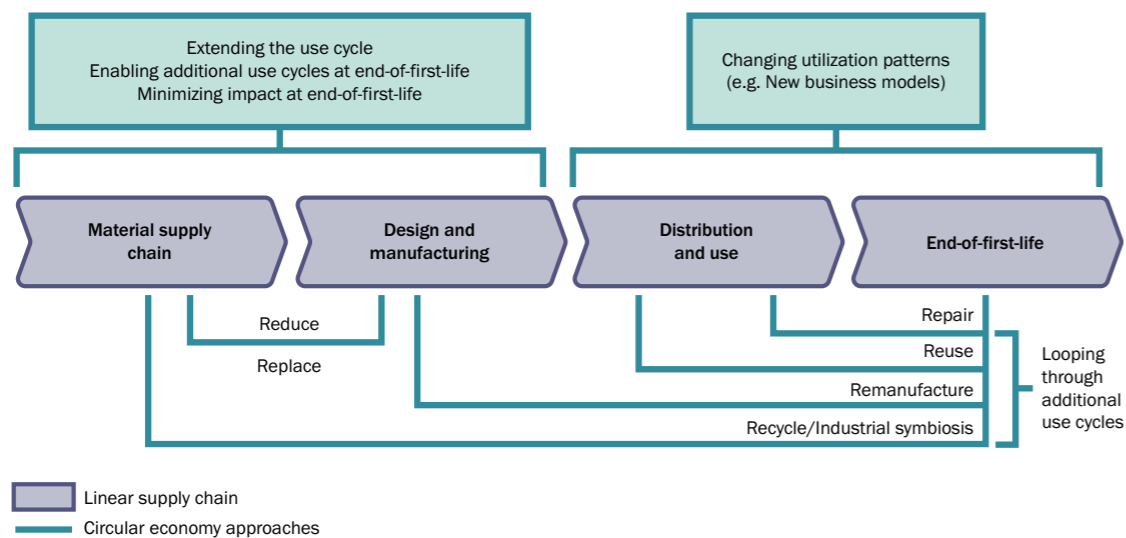 Extending the use cycle
Enabling additional use cycles at end-of-first-life
Minimizing impact at end-of-first-life
Changing utilization patterns
(e.g. New business models)
Material supply
chain
Design and
manufacturing
Distribution
and use
End-of-first-life
Reduce
Replace
Repair
Reuse
Remanufacture
Recycle/Industrial symbiosis
Looping
through
additional
use cycles
Linear supply chain
Circular economy approaches